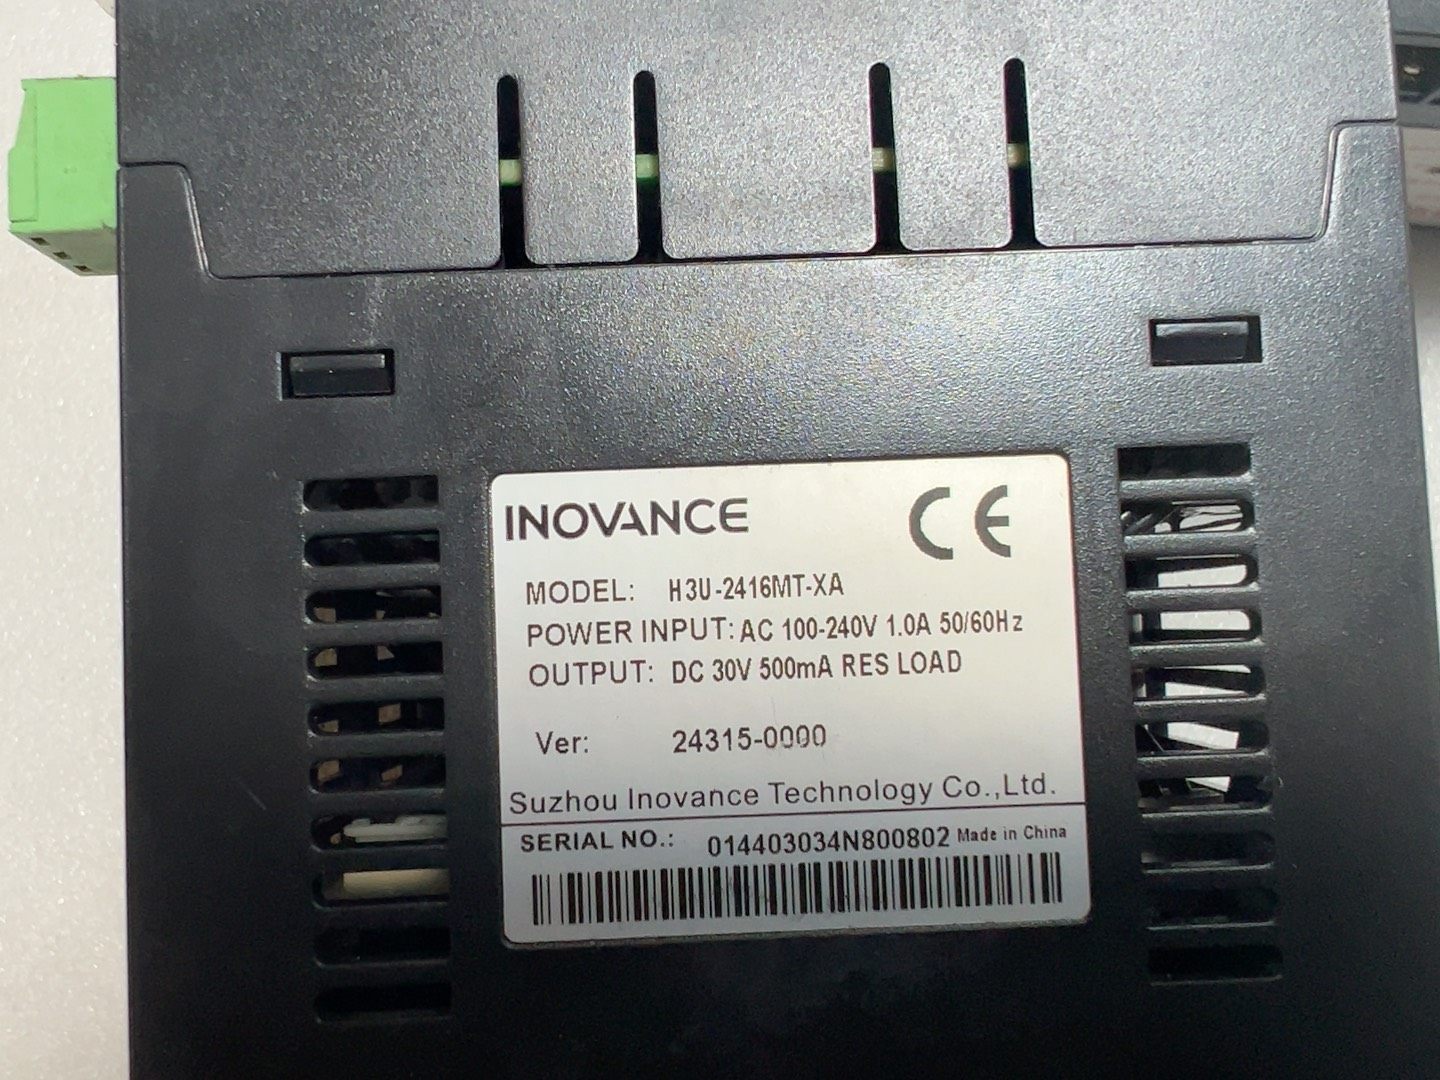 INOVANCE CE
MODEL: H3U-2416MT-XA
POWER INPUT: AC 100-240V 1.0A 50/60Hz
OUTPUT: DC 30V 500mA RES LOAD
Ver: 24315-0000
Suzhou Inovance Technology Co.,Ltd.
SERIAL NO.: 014403034N800802 Made in China